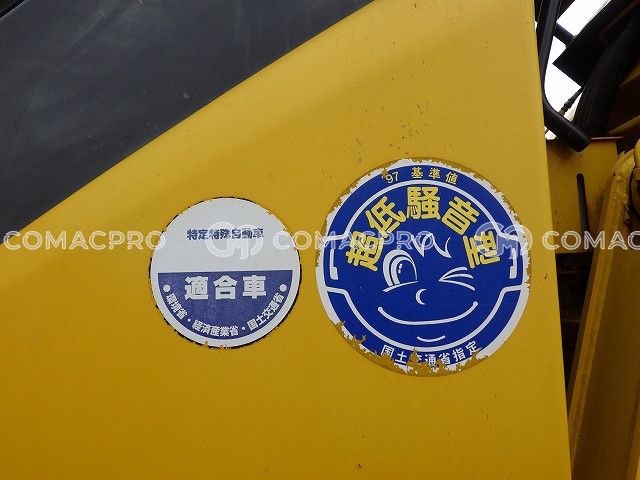 特定特殊自動車
適合車
●環境省・経済産業省・国土交通省●
'97 基準値
超低騒音型
国土交通省指定
COMACPRO
COMACPRO
COMACPRO
COMACPRO